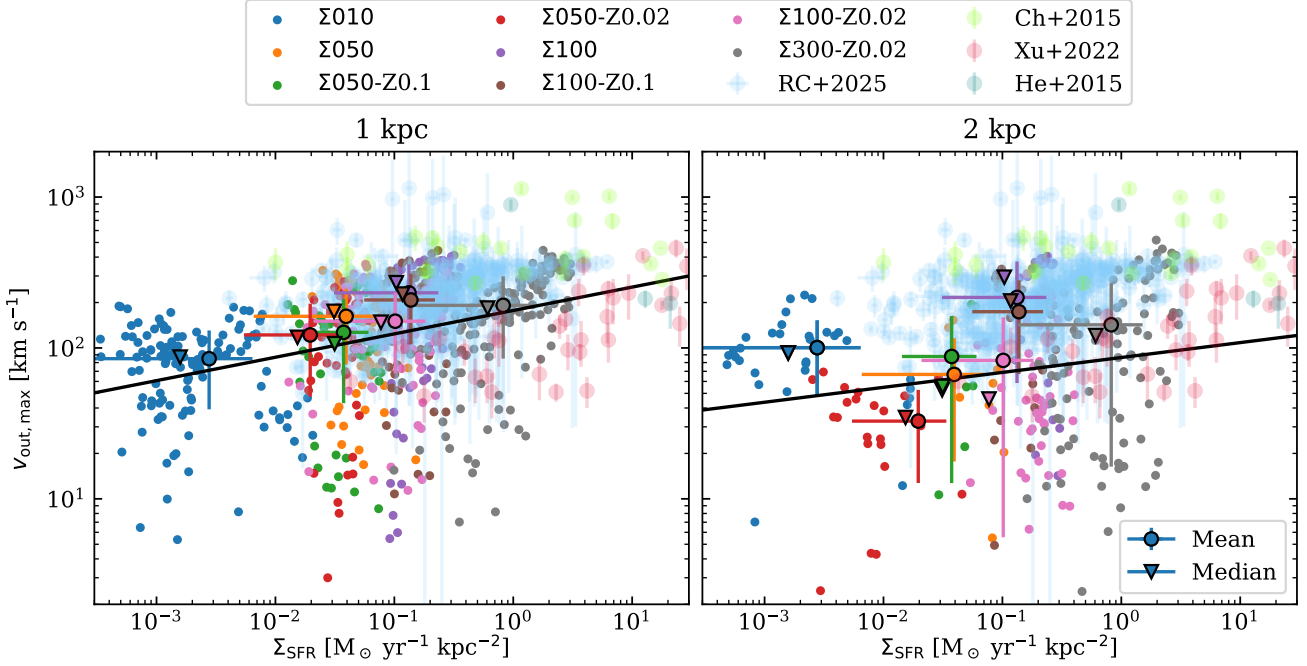 Σ010 Σ050-Z0.02 Σ100-Z0.02 Ch+2015
Σ050 Σ100 Σ300-Z0.02 Xu+2022
Σ050-Z0.1 Σ100-Z0.1 RC+2025 He+2015
1 kpc 2 kpc
10³
10²
10¹
v_out,max [km s⁻¹]
Mean
Median
10⁻³ 10⁻² 10⁻¹ 10⁰ 10¹ 10⁻³ 10⁻² 10⁻¹ 10⁰ 10¹
Σ_SFR [M_⊙ yr⁻¹ kpc⁻²] Σ_SFR [M_⊙ yr⁻¹ kpc⁻²]